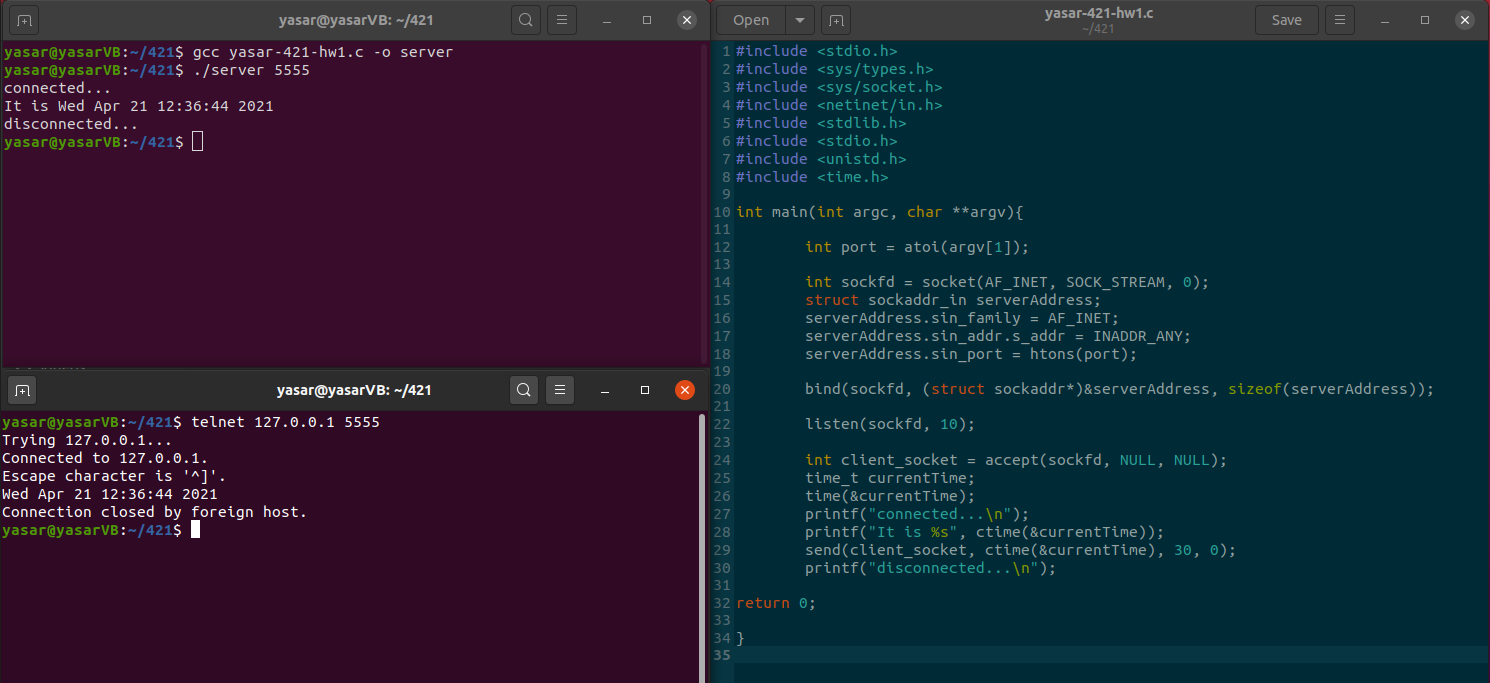 yasar@yasarVB: ~/421
yasar@yasarVB:~/421$ gcc yasar-421-hw1.c -o server
yasar@yasarVB:~/421$ ./server 5555
connected...
It is Wed Apr 21 12:36:44 2021
disconnected...
yasar@yasarVB:~/421$
yasar@yasarVB: ~/421
yasar@yasarVB:~/421$ telnet 127.0.0.1 5555
Trying 127.0.0.1...
Connected to 127.0.0.1.
Escape character is '^]'.
Wed Apr 21 12:36:44 2021
Connection closed by foreign host.
yasar@yasarVB:~/421$
Open
yasar-421-hw1.c
~/421
Save
1 #include <stdio.h>
2 #include <sys/types.h>
3 #include <sys/socket.h>
4 #include <netinet/in.h>
5 #include <stdlib.h>
6 #include <stdio.h>
7 #include <unistd.h>
8 #include <time.h>
9
10 int main(int argc, char **argv){
11
12 int port = atoi(argv[1]);
13
14 int sockfd = socket(AF_INET, SOCK_STREAM, 0);
15 struct sockaddr_in serverAddress;
16 serverAddress.sin_family = AF_INET;
17 serverAddress.sin_addr.s_addr = INADDR_ANY;
18 serverAddress.sin_port = htons(port);
19
20 bind(sockfd, (struct sockaddr*)&serverAddress, sizeof(serverAddress));
21
22 listen(sockfd, 10);
23
24 int client_socket = accept(sockfd, NULL, NULL);
25 time_t currentTime;
26 time(&currentTime);
27 printf("connected...\n");
28 printf("It is %s", ctime(&currentTime));
29 send(client_socket, ctime(&currentTime), 30, 0);
30 printf("disconnected...\n");
31
32 return 0;
33
34 }
35